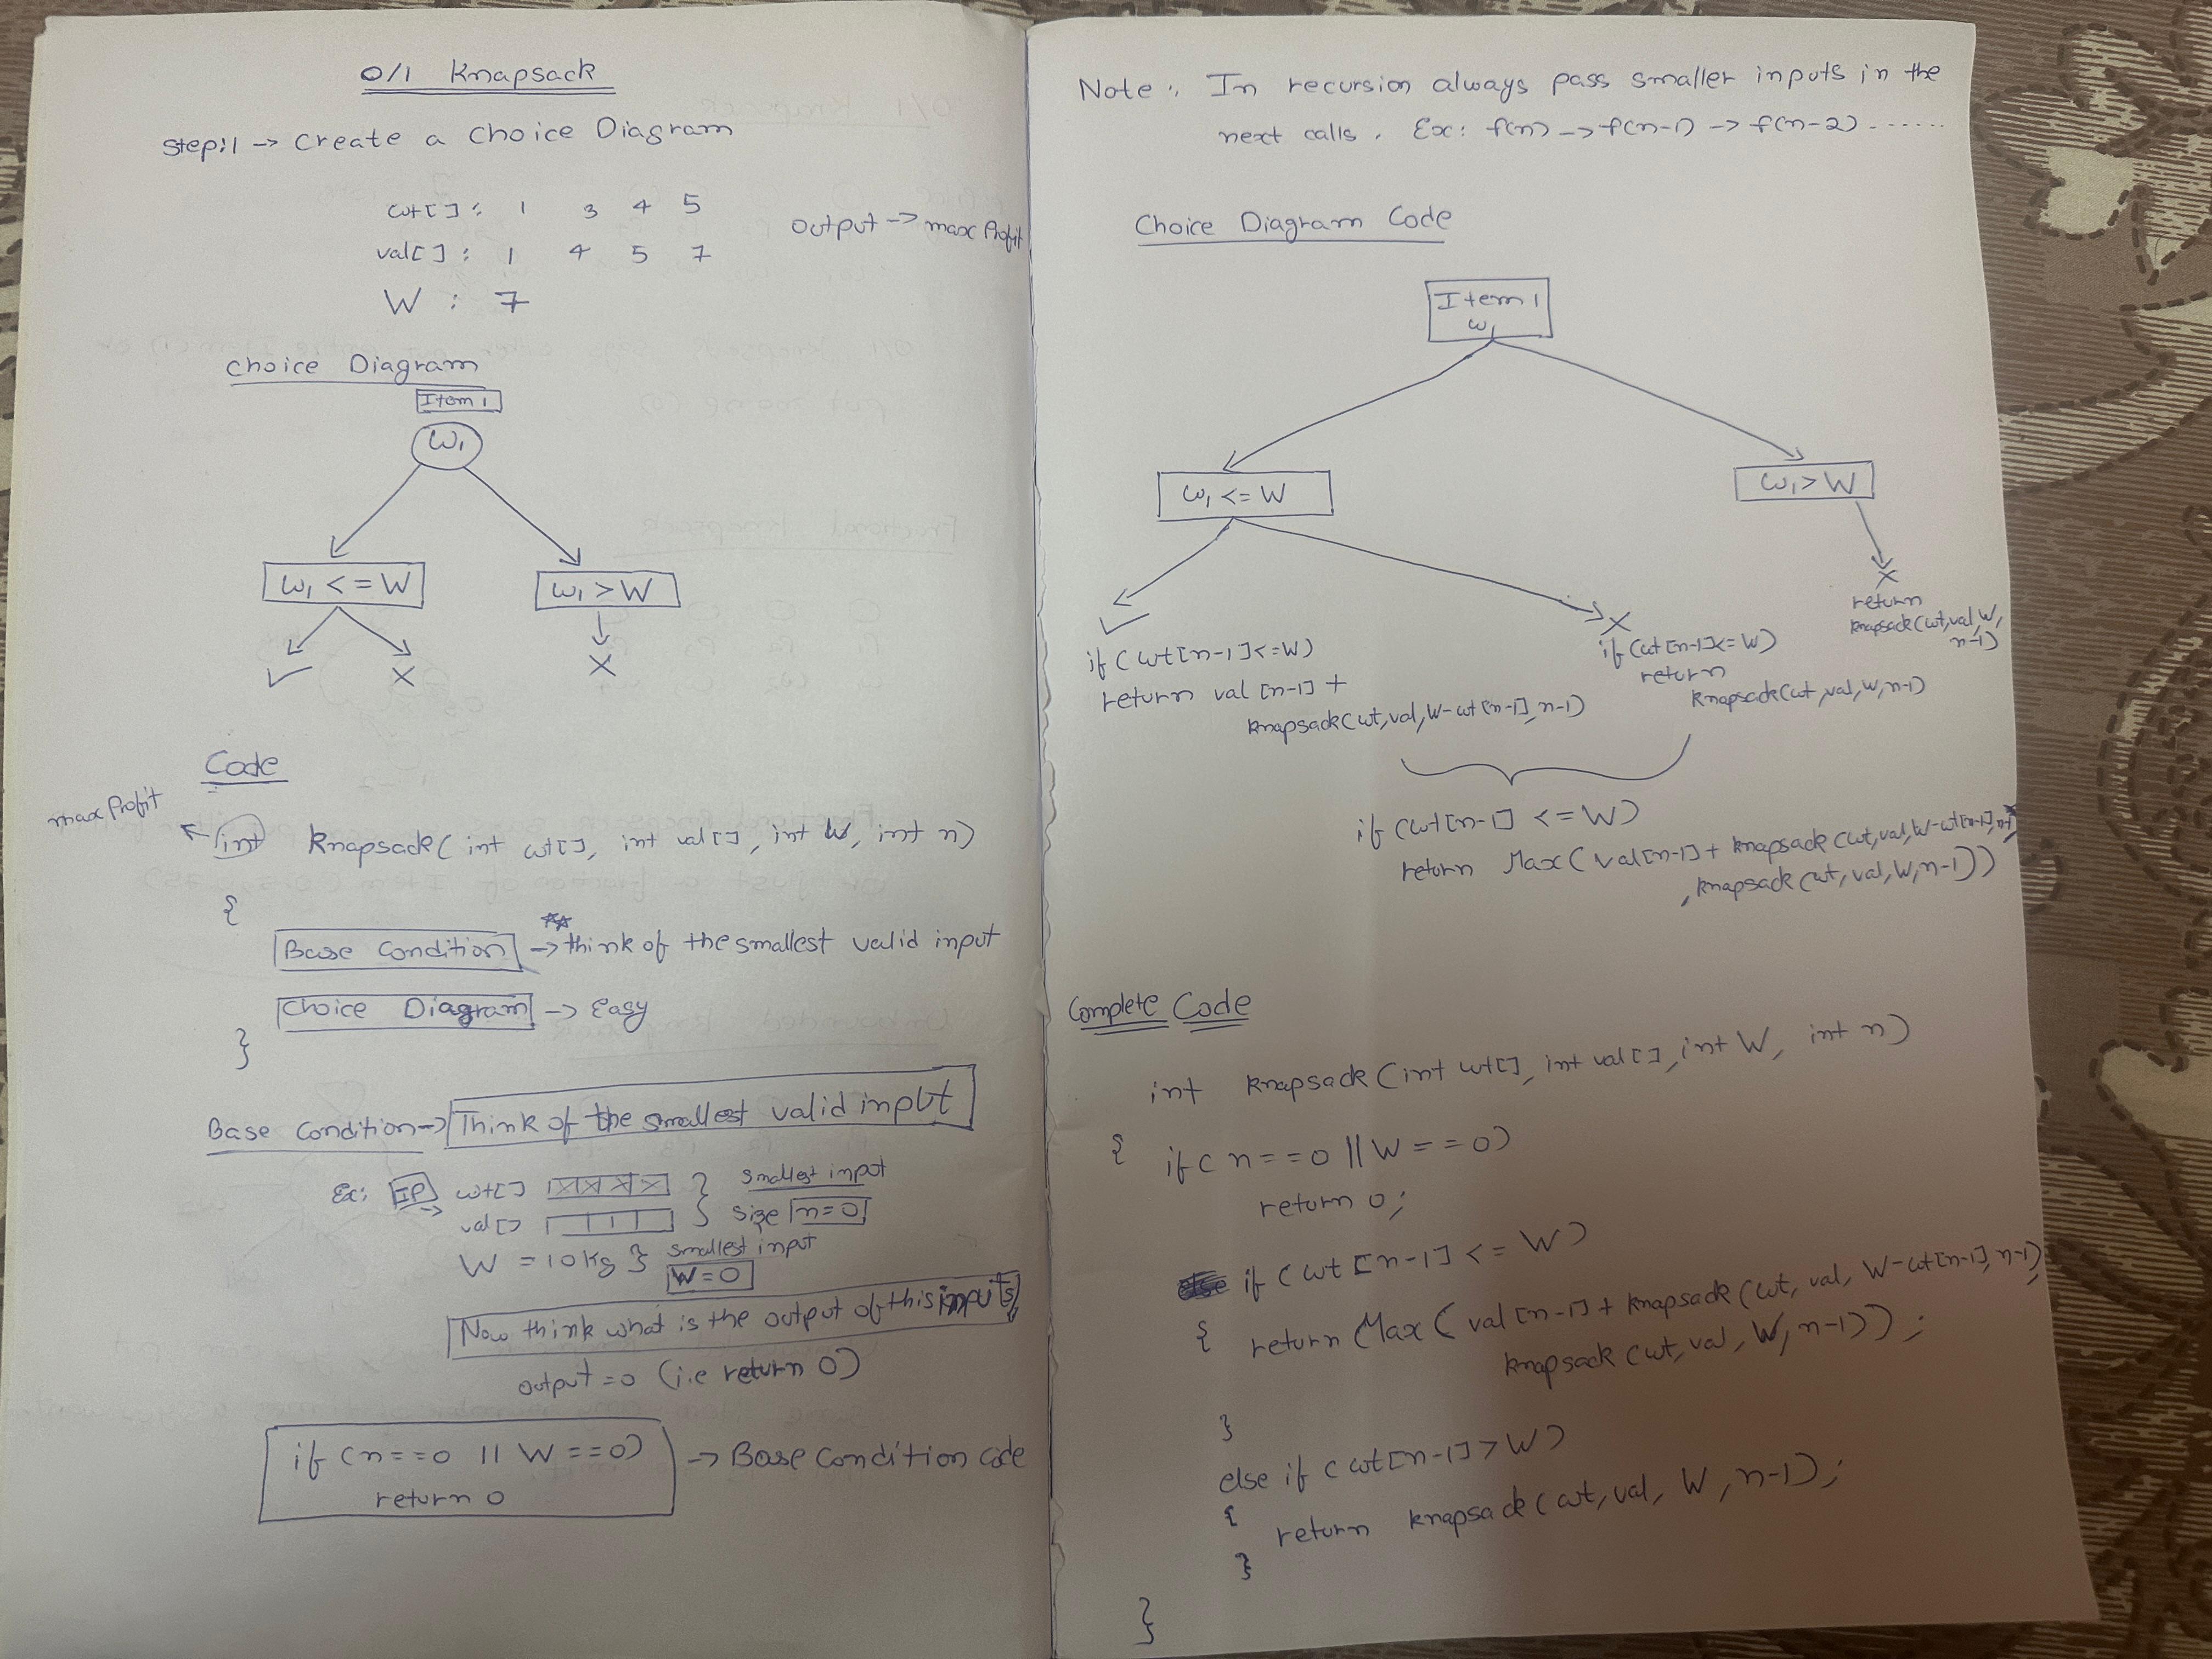 0/1 Knapsack
Step:1 -> Create a Choice Diagram
wt[] : 1 3 4 5
val[] : 1 4 5 7
output -> max Profit
W : 7
Choice Diagram
Item 1
w1
w1 <= W
w1 > W
✓ X
X
Code
max Profit
int knapsack( int wt[], int val[], int W, int n)
{
Base Condition -> think of the smallest valid input
Choice Diagram -> Easy
}
Base Condition -> Think of the smallest valid input
Ex: IP -> wt[] } smallest input
val[] size n=0
W = 10kg } smallest input
W=0
Now think what is the output of this inputs
output = 0 (i.e return 0)
if (n==0 || W==0)
return 0
-> Base Condition code
Note : In recursion always pass smaller inputs in the
next calls. Ex: f(n) -> f(n-1) -> f(n-2) ......
Choice Diagram Code
Item 1
w1
w1 <= W
w1 > W
✓
if (wt[n-1]<=W)
return val[n-1] +
knapsack(wt,val,W-wt[n-1],n-1)
X
if (wt[n-1]<=W)
return
knapsack(wt,val,W,n-1)
X
return
knapsack(wt,val,W,
n-1)
if (wt[n-1] <=W)
return Max(val[n-1]+ knapsack(wt,val,W-wt[n-1],n-1)
, knapsack(wt,val,W,n-1))
Complete Code
int knapsack (int wt[], int val[], int W, int n)
{ if ( n==0 || W==0)
return 0;
if (wt[n-1] <= W)
{ return Max( val[n-1] + knapsack(wt, val, W-wt[n-1], n-1),
knapsack(wt, val, W, n-1));
}
else if (wt[n-1] > W)
{ return knapsack(wt,val, W, n-1);
}
}